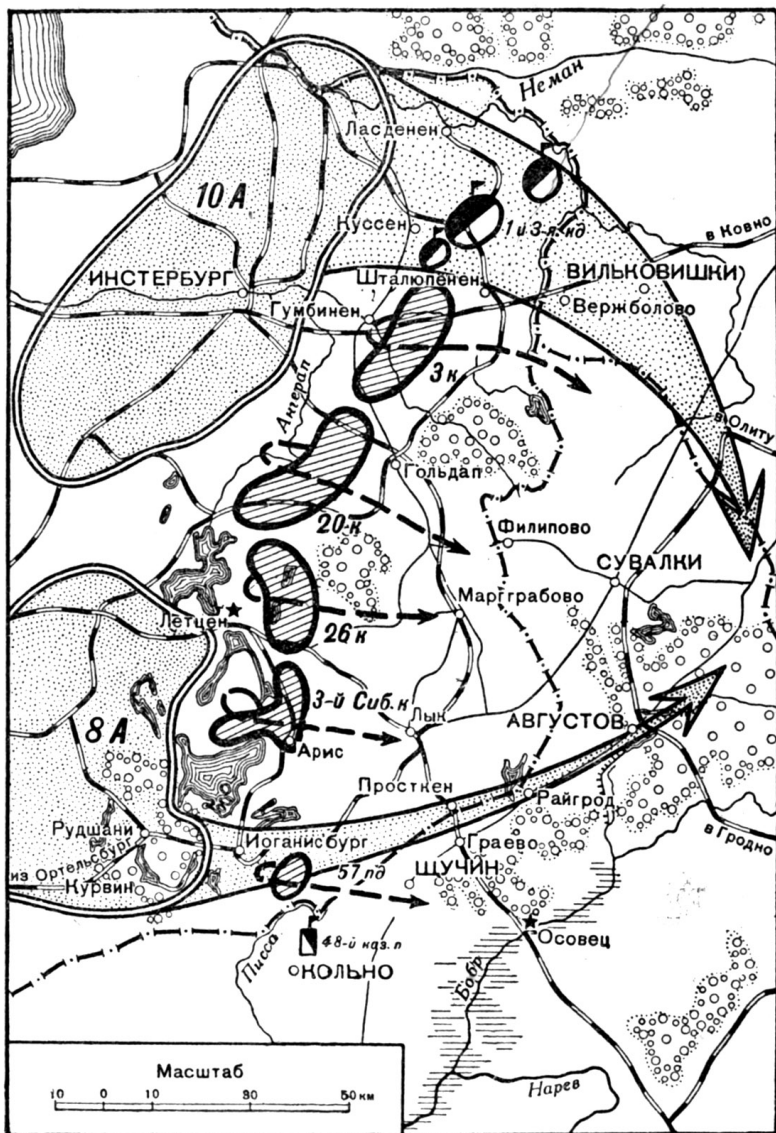 Неман
Ласденен
10 А
Куссен
1 и 3-я кд
в Ковно
ИНСТЕРБУРГ
Шталюпенен
ВИЛЬКОВИШКИ
Гумбинен
Вержболово
3 к
Ангерап
в Олиту
Гольдап
20 к
Филипово
СУВАЛКИ
Маргграбово
Летцен
26 к
3-й Сиб. к
Лык
АВГУСТОВ
8 А
Арис
Просткен
Райгрод
Рудшани
Иоганисбург
Граево
в Гродно
из Ортельсбург
Курвин
57 пд
ЩУЧИН
48-й каз. п
Осовец
Писса
КОЛЬНО
Бобр
Нарев
Масштаб
10 0 10 30 50 км